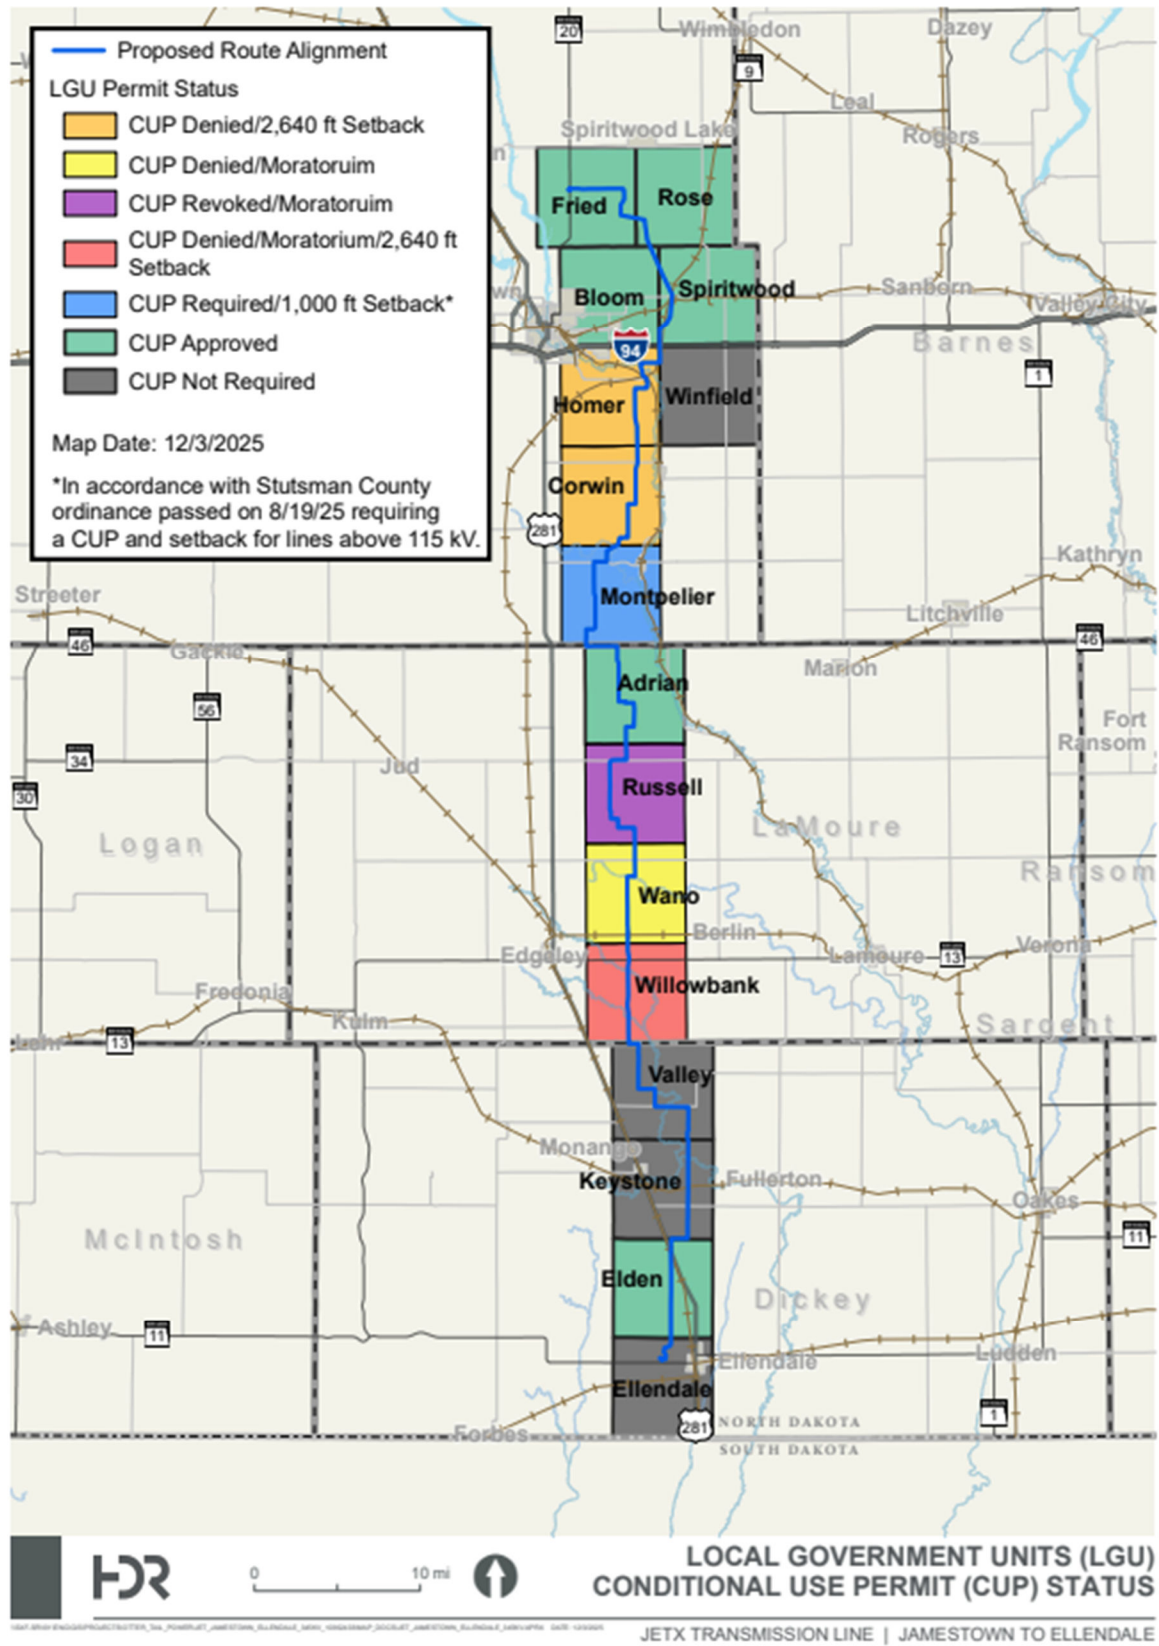 Proposed Route Alignment
LGU Permit Status
CUP Denied/2,640 ft Setback
CUP Denied/Moratoruim
CUP Revoked/Moratoruim
CUP Denied/Moratorium/2,640 ft
Setback
CUP Required/1,000 ft Setback*
CUP Approved
CUP Not Required
Map Date: 12/3/2025
*In accordance with Stutsman County
ordinance passed on 8/19/25 requiring
a CUP and setback for lines above 115 kV.
20
Wimbledon
Dazey
9
Leal
Spiritwood Lake
Rogers
Fried
Rose
Bloom
Spiritwood
Sanborn
Valley City
94
Barnes
1
Homer
Winfield
Corwin
281
Kathryn
Streeter
Montpelier
Litchville
46
46
Gackle
Marion
Adrian
56
Fort
Ransom
34
Jud
30
Russell
LaMoure
Logan
Ransom
Wano
Berlin
Edgeley
Lamoure
13
Verona
Fredonia
Willowbank
Kulm
Sargent
Lehr
13
Valley
Monango
Keystone
Fullerton
Oakes
McIntosh
11
Elden
Dickey
Ashley
11
Ellendale
Ludden
Ellendale
1
281
NORTH DAKOTA
Forbes
SOUTH DAKOTA
HDR
0
10 mi
LOCAL GOVERNMENT UNITS (LGU)
CONDITIONAL USE PERMIT (CUP) STATUS
JETX TRANSMISSION LINE | JAMESTOWN TO ELLENDALE